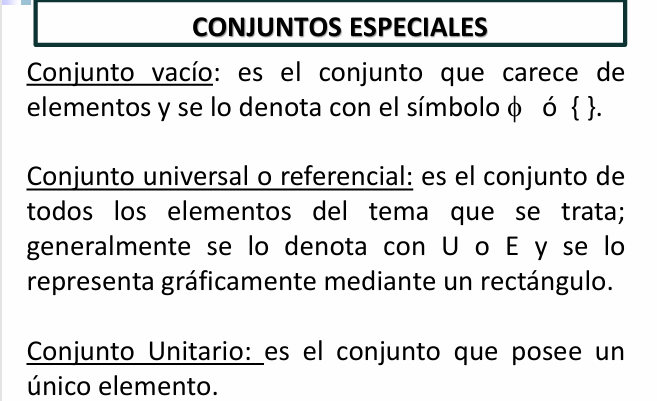 CONJUNTOS ESPECIALES
Conjunto vacío: es el conjunto que carece de
elementos y se lo denota con el símbolo ϕ ó { }.
Conjunto universal o referencial: es el conjunto de
todos los elementos del tema que se trata;
generalmente se lo denota con U o E y se lo
representa gráficamente mediante un rectángulo.
Conjunto Unitario: es el conjunto que posee un
único elemento.